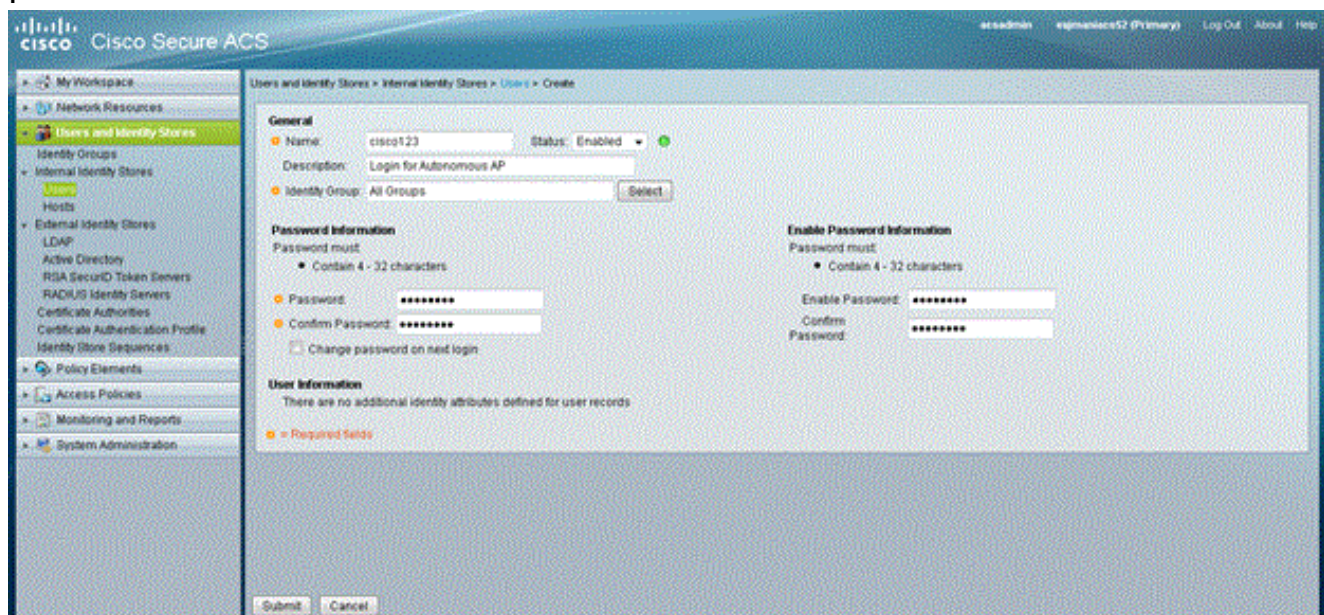 cisco Cisco Secure ACS
acsadmin (Primary) Log Out About Help
My Workspace
Network Resources
Users and Identity Stores
Identity Groups
Internal Identity Stores
Users
Hosts
External Identity Stores
LDAP
Active Directory
RSA SecurID Token Servers
RADIUS Identity Servers
Certificate Authorities
Certificate Authentication Profile
Identity Store Sequences
Policy Elements
Access Policies
Monitoring and Reports
System Administration
Users and Identity Stores > Internal Identity Stores > Users > Create
General
Name: cisco123 Status: Enabled
Description: Login for Autonomous AP
Identity Group: All Groups Select
Password Information
Password must:
• Contain 4 - 32 characters
Password: ●●●●●●●●
Confirm Password: ●●●●●●●●
Change password on next login
Enable Password Information
Password must:
• Contain 4 - 32 characters
Enable Password: ●●●●●●●●
Confirm
Password: ●●●●●●●●
User Information
There are no additional identity attributes defined for user records
= Required fields
Submit Cancel